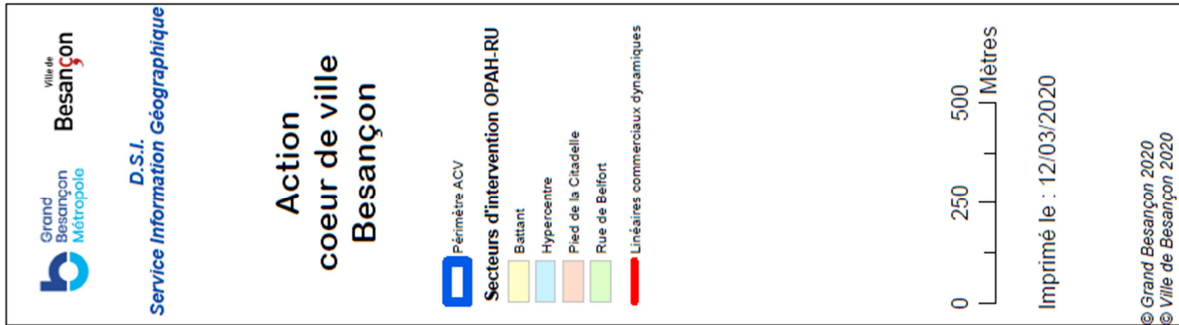 Grand
Besançon
Métropole
Ville de
Besançon
D.S.I.
Service Information Géographique
Action
coeur de ville
Besançon
Périmètre ACV
Secteurs d'intervention OPAH-RU
Battant
Hypercentre
Pied de la Citadelle
Rue de Belfort
Linéaires commerciaux dynamiques
0 250 500
Mètres
Imprimé le : 12/03/2020
© Grand Besançon 2020
© Ville de Besançon 2020